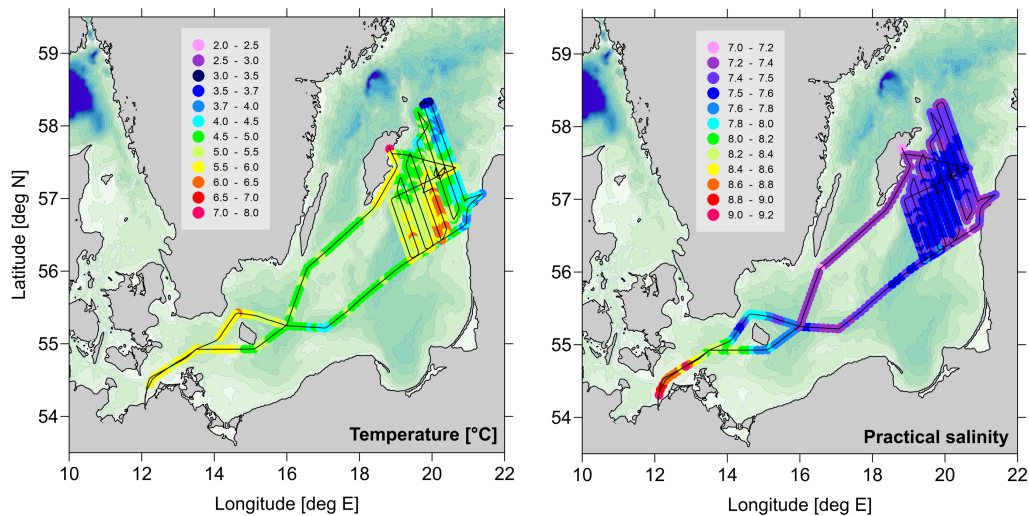 59
58
57
56
55
54
Latitude [deg N]
2.0 - 2.5
2.5 - 3.0
3.0 - 3.5
3.5 - 3.7
3.7 - 4.0
4.0 - 4.5
4.5 - 5.0
5.0 - 5.5
5.5 - 6.0
6.0 - 6.5
6.5 - 7.0
7.0 - 8.0
Temperature [°C]
10 12 14 16 18 20 22
Longitude [deg E]
59
58
57
56
55
54
7.0 - 7.2
7.2 - 7.4
7.4 - 7.5
7.5 - 7.6
7.6 - 7.8
7.8 - 8.0
8.0 - 8.2
8.2 - 8.4
8.4 - 8.6
8.6 - 8.8
8.8 - 9.0
9.0 - 9.2
Practical salinity
10 12 14 16 18 20 22
Longitude [deg E]